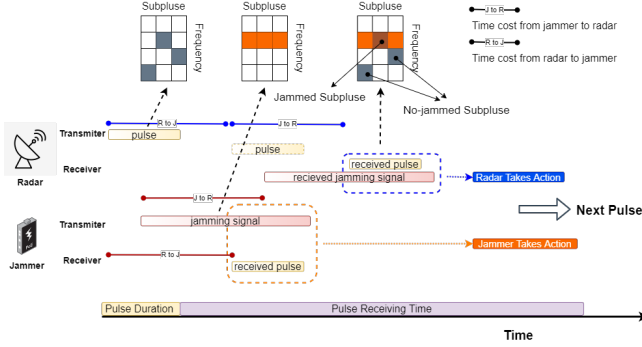 Subpluse
Subpluse
Subpluse
Frequency
Frequency
Frequency
J to R
Time cost from jammer to radar
R to J
Time cost from radar to jammer
Jammed Subpluse
No-jammed Subpluse
R to J
J to R
Transmiter
pulse
pulse
Receiver
received pulse
recieved jamming signal
Radar
Radar Takes Action
J to R
Next Pulse
Transmiter
jamming signal
Jammer Takes Action
R to J
Receiver
received pulse
Jammer
Pulse Duration
Pulse Receiving Time
Time